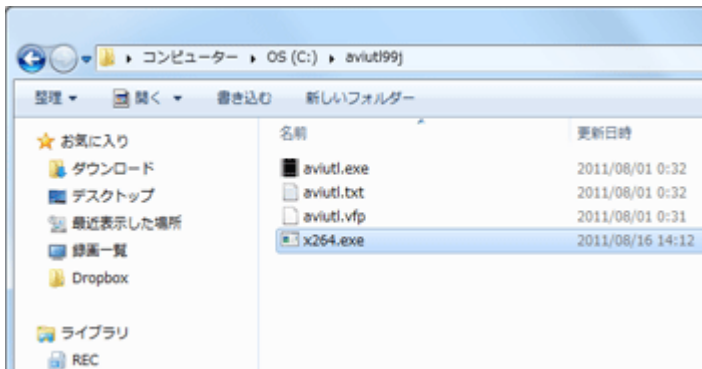 コンピューター ▸ OS (C:) ▸ aviutl99j
整理 ▼ 開く ▼ 書き込む 新しいフォルダー
お気に入り
ダウンロード
デスクトップ
最近表示した場所
録画一覧
Dropbox
ライブラリ
REC
名前 更新日時
aviutl.exe 2011/08/01 0:32
aviutl.txt 2011/08/01 0:32
aviutl.vfp 2011/08/01 0:31
x264.exe 2011/08/16 14:12